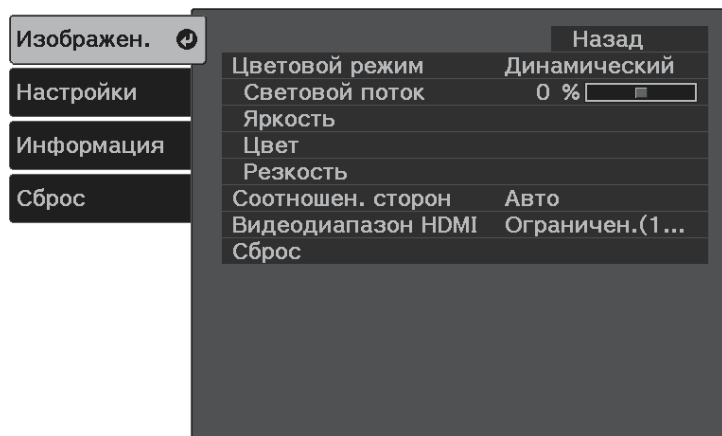 Изображен.
Настройки
Информация
Сброс
Назад
Цветовой режим Динамический
Световой поток 0 %
Яркость
Цвет
Резкость
Соотношен. сторон Авто
Видеодиапазон HDMI Ограничен.(1...
Сброс